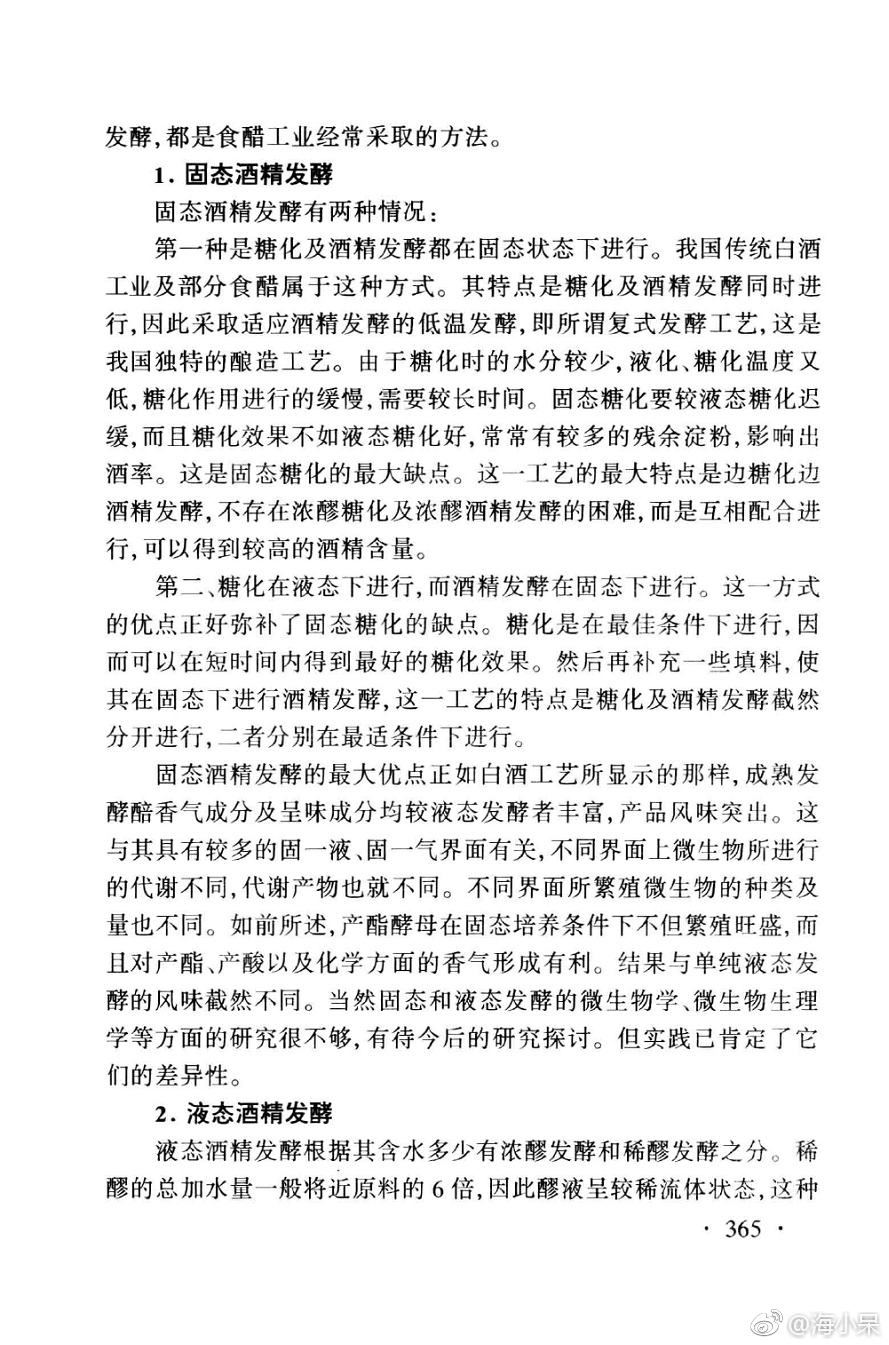 发酵,都是食醋工业经常采取的方法。
1. 固态酒精发酵
固态酒精发酵有两种情况:
第一种是糖化及酒精发酵都在固态状态下进行。我国传统白酒
工业及部分食醋属于这种方式。其特点是糖化及酒精发酵同时进
行,因此采取适应酒精发酵的低温发酵,即所谓复式发酵工艺,这是
我国独特的酿造工艺。由于糖化时的水分较少,液化、糖化温度又
低,糖化作用进行的缓慢,需要较长时间。固态糖化要较液态糖化迟
缓,而且糖化效果不如液态糖化好,常常有较多的残余淀粉,影响出
酒率。这是固态糖化的最大缺点。这一工艺的最大特点是边糖化边
酒精发酵,不存在浓醪糖化及浓醪酒精发酵的困难,而是互相配合进
行,可以得到较高的酒精含量。
第二、糖化在液态下进行,而酒精发酵在固态下进行。这一方式
的优点正好弥补了固态糖化的缺点。糖化是在最佳条件下进行,因
而可以在短时间内得到最好的糖化效果。然后再补充一些填料,使
其在固态下进行酒精发酵,这一工艺的特点是糖化及酒精发酵截然
分开进行,二者分别在最适条件下进行。
固态酒精发酵的最大优点正如白酒工艺所显示的那样,成熟发
酵醅香气成分及呈味成分均较液态发酵者丰富,产品风味突出。这
与其具有较多的固一液、固一气界面有关,不同界面上微生物所进行
的代谢不同,代谢产物也就不同。不同界面所繁殖微生物的种类及
量也不同。如前所述,产酯酵母在固态培养条件下不但繁殖旺盛,而
且对产酯、产酸以及化学方面的香气形成有利。结果与单纯液态发
酵的风味截然不同。当然固态和液态发酵的微生物学、微生物生理
学等方面的研究很不够,有待今后的研究探讨。但实践已肯定了它
们的差异性。
2. 液态酒精发酵
液态酒精发酵根据其含水多少有浓醪发酵和稀醪发酵之分。稀
醪的总加水量一般将近原料的 6 倍,因此醪液呈较稀流体状态,这种
· 365 ·
@海小呆